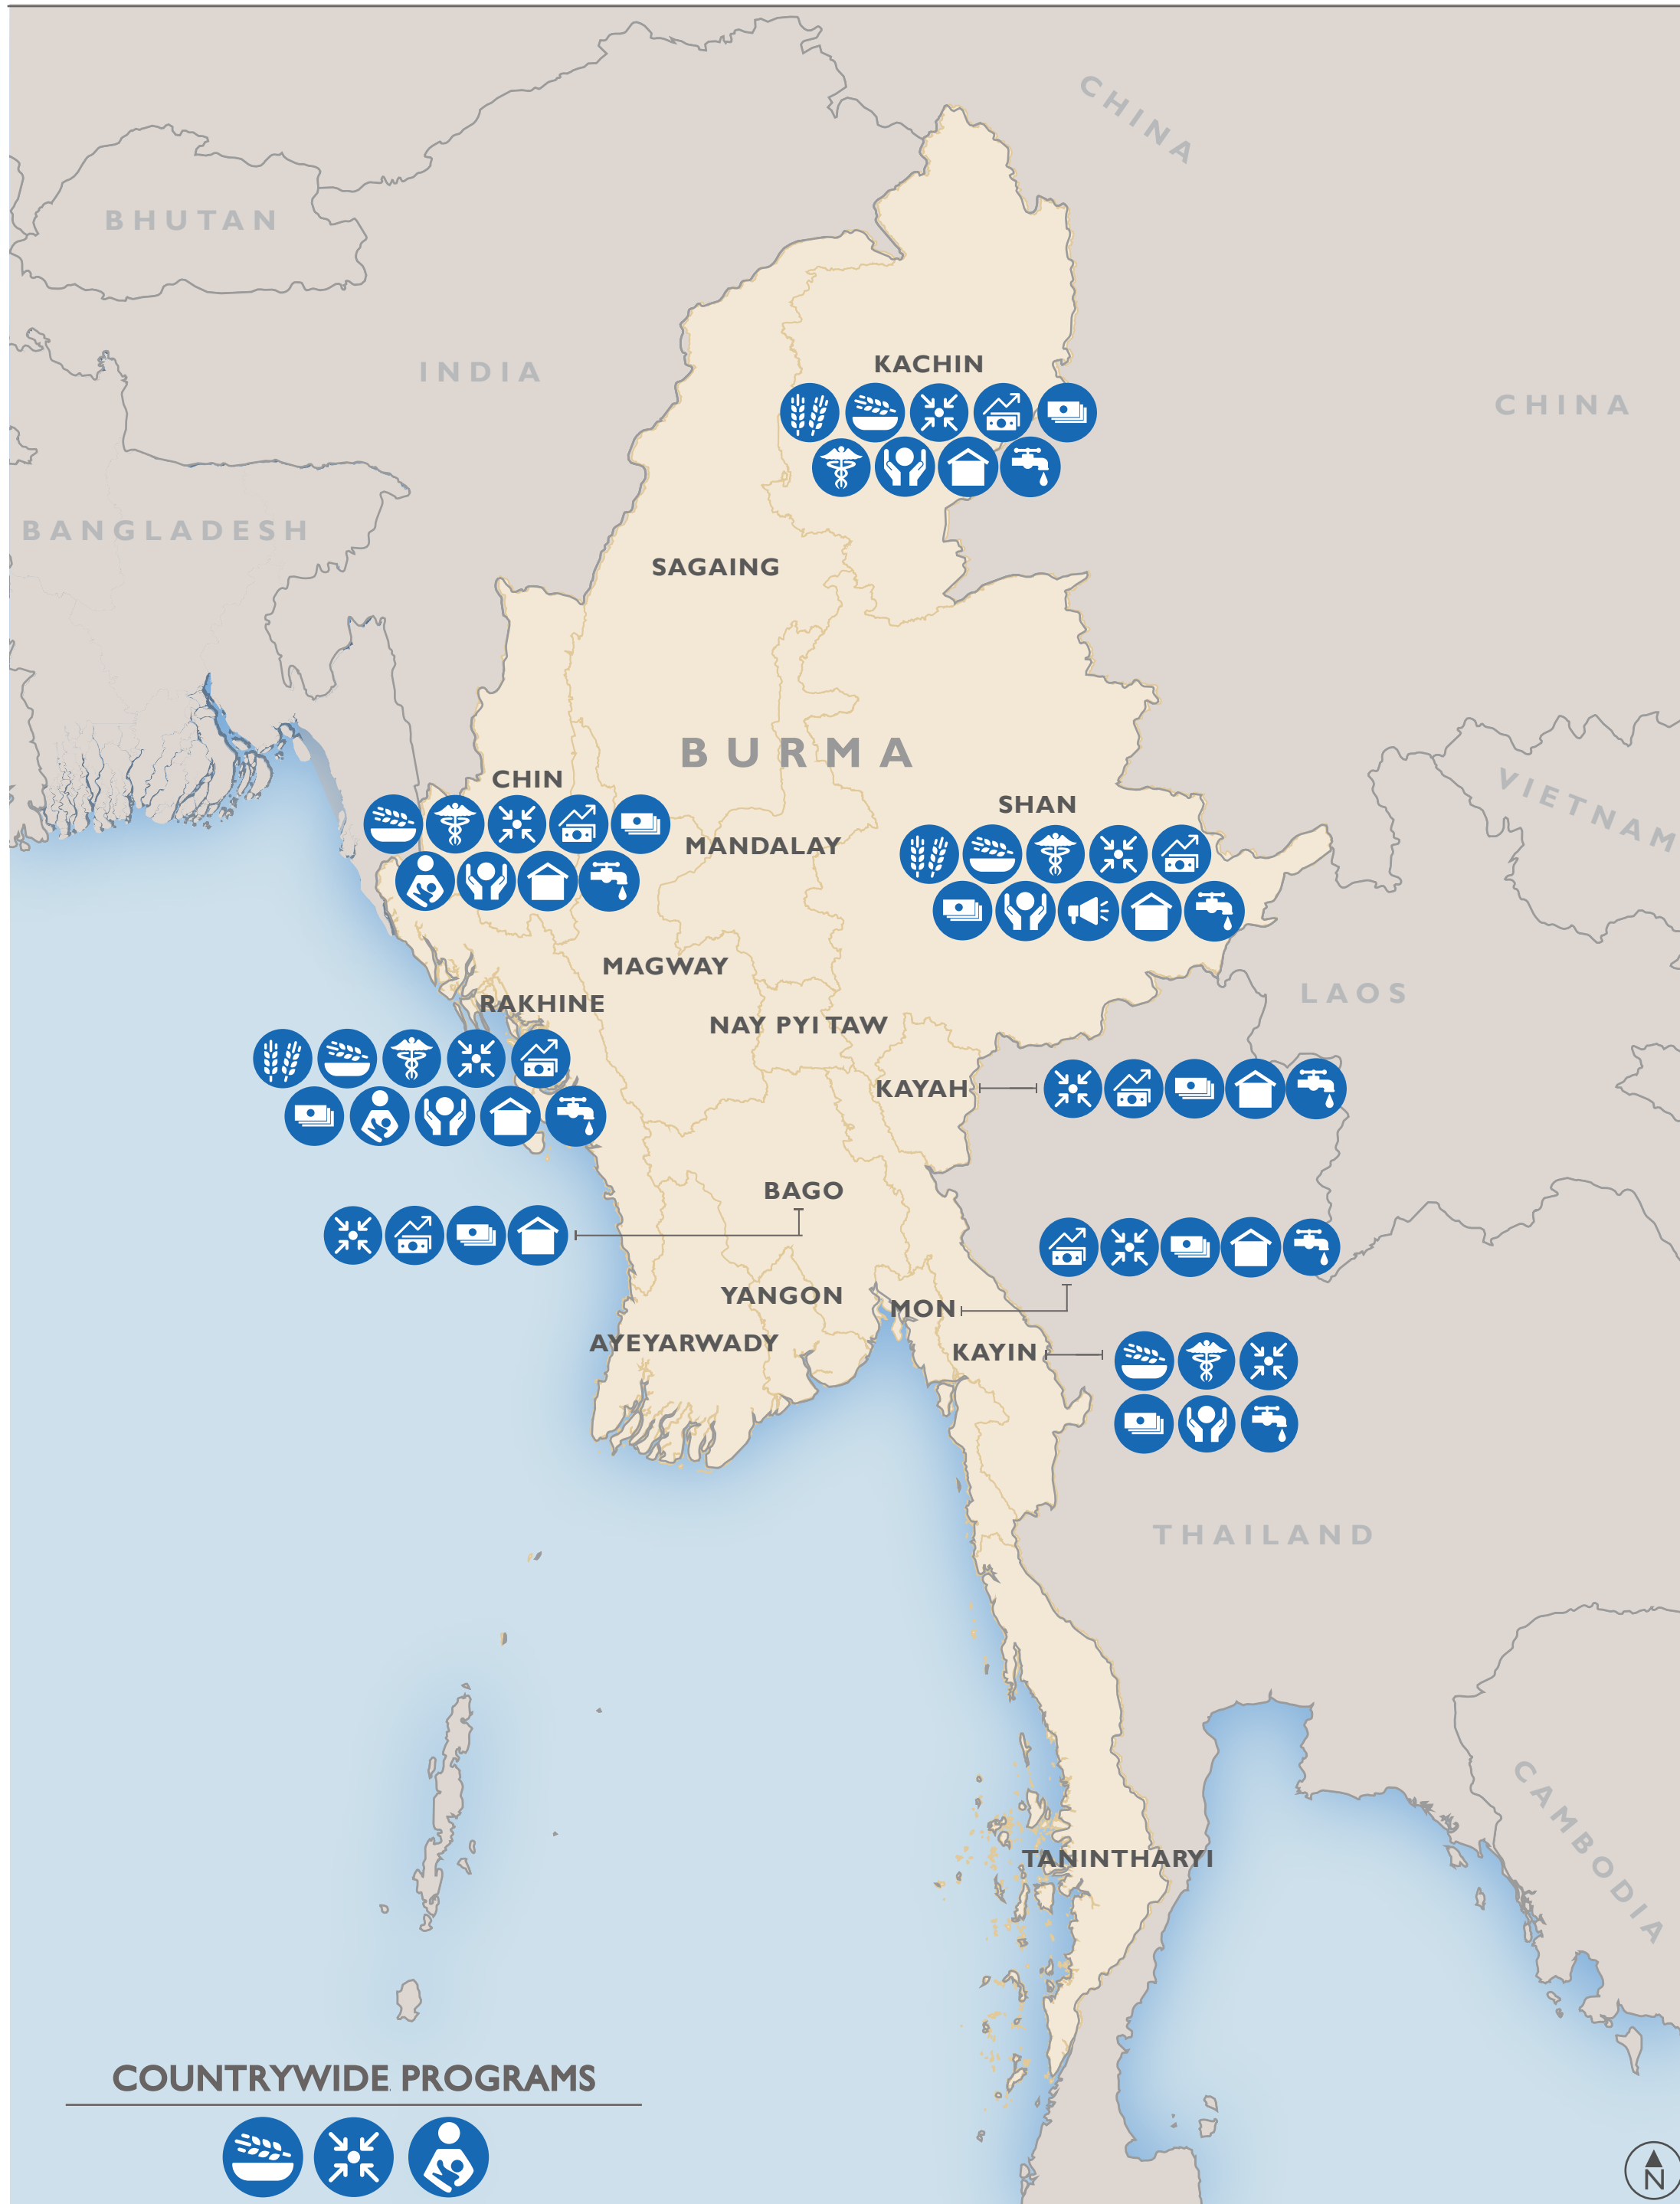 CHINA
BHUTAN
KACHIN
INDIA
CHINA
BANGLADESH
SAGAING
BURMA
VIETNAM
CHIN
SHAN
MANDALAY
MAGWAY
LAOS
RAKHINE
NAY PYI TAW
KAYAH
BAGO
YANGON
MON
AYEYARWADY
KAYIN
THAILAND
CAMBODIA
TANINTHARYI
COUNTRYWIDE PROGRAMS
N